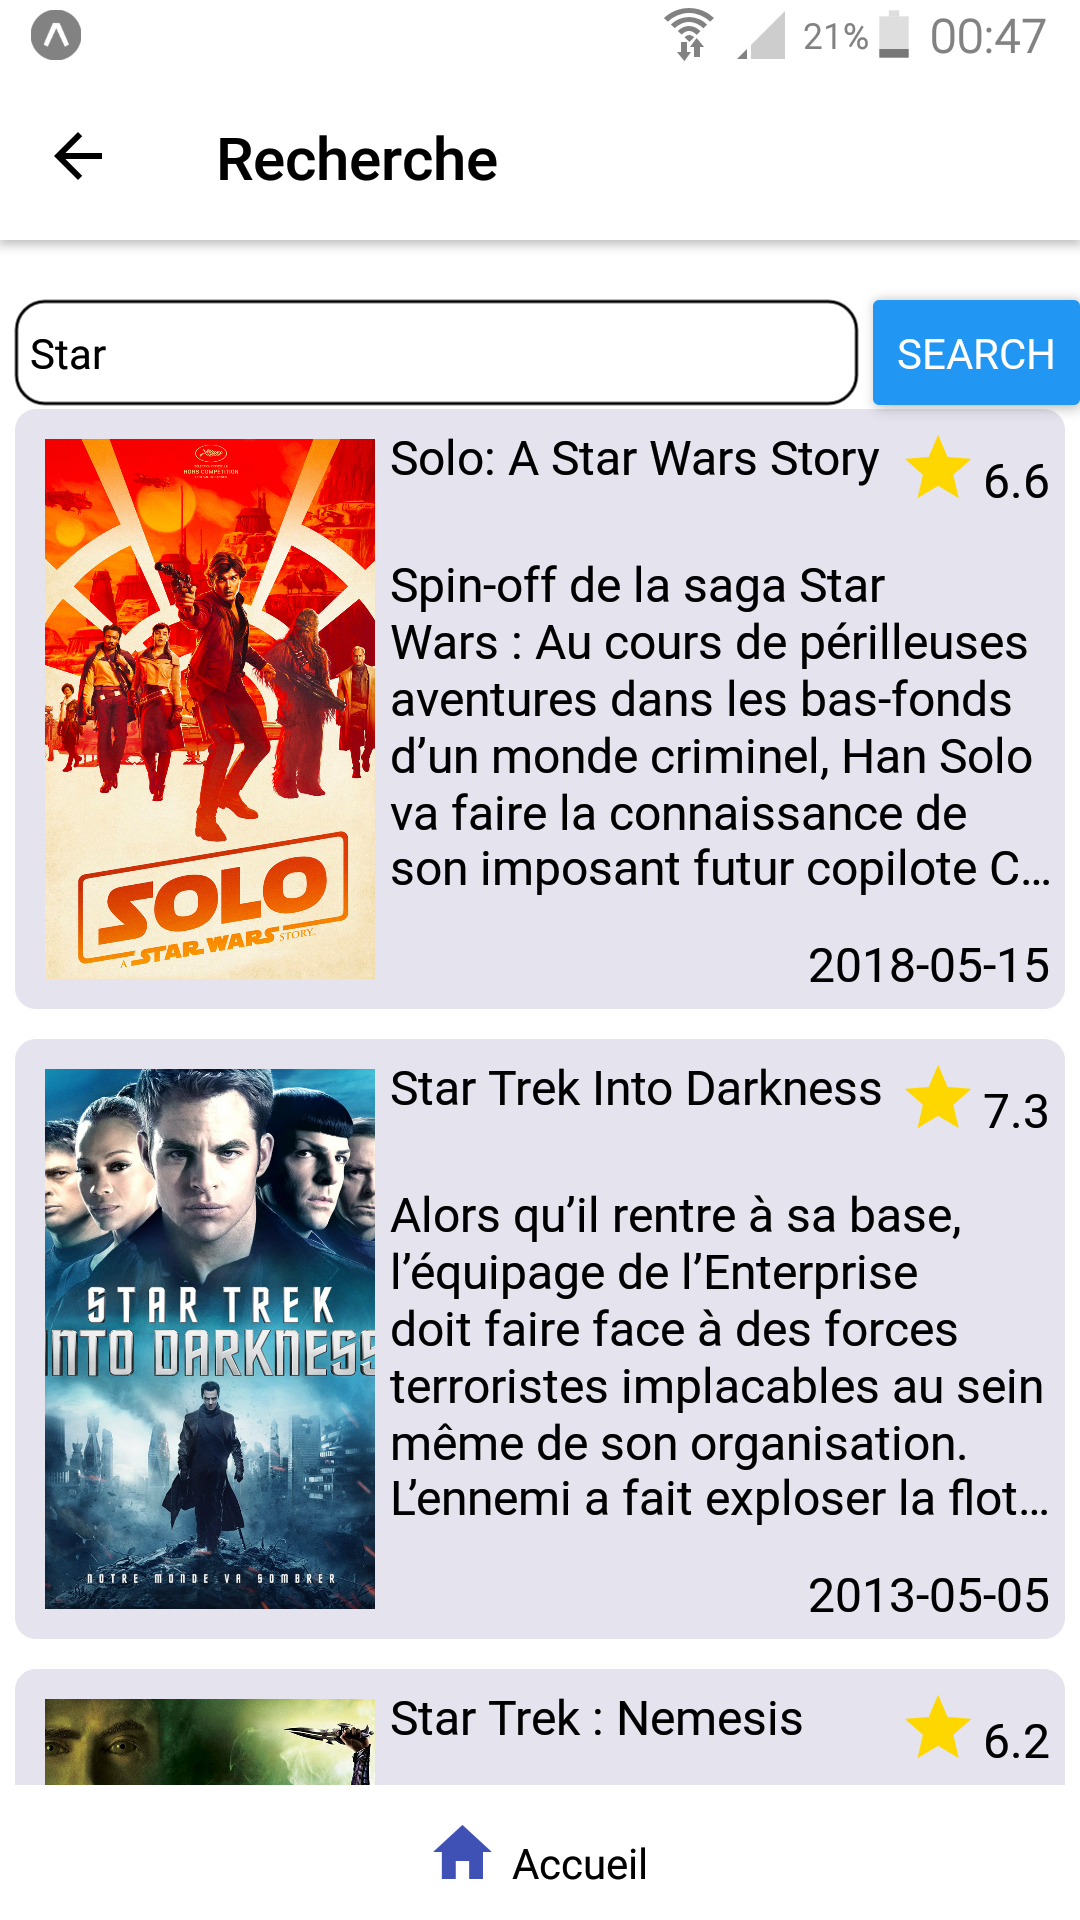 21% 00:47
Recherche
Star
SEARCH
HORS COMPÉTITION
SOLO
A STAR WARS STORY
Solo: A Star Wars Story
6.6
Spin-off de la saga Star
Wars : Au cours de périlleuses
aventures dans les bas-fonds
d’un monde criminel, Han Solo
va faire la connaissance de
son imposant futur copilote C…
2018-05-15
STAR TREK
INTO DARKNESS
NOTRE MONDE VA SOMBRER
Star Trek Into Darkness
7.3
Alors qu’il rentre à sa base,
l’équipage de l’Enterprise
doit faire face à des forces
terroristes implacables au sein
même de son organisation.
L’ennemi a fait exploser la flot…
2013-05-05
Star Trek : Nemesis
6.2
Accueil